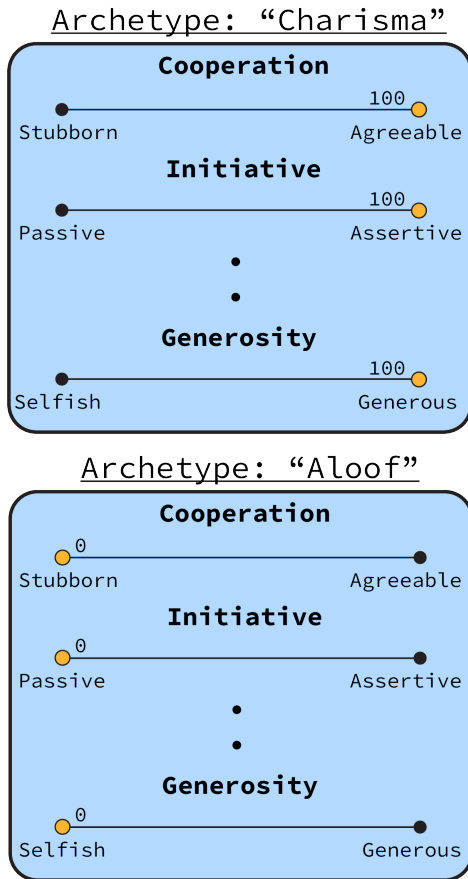 Archetype: “Charisma”
Cooperation
100
Stubborn Agreeable
Initiative
100
Passive Assertive
Generosity
100
Selfish Generous
Archetype: “Aloof”
Cooperation
0
Stubborn Agreeable
Initiative
0
Passive Assertive
Generosity
0
Selfish Generous